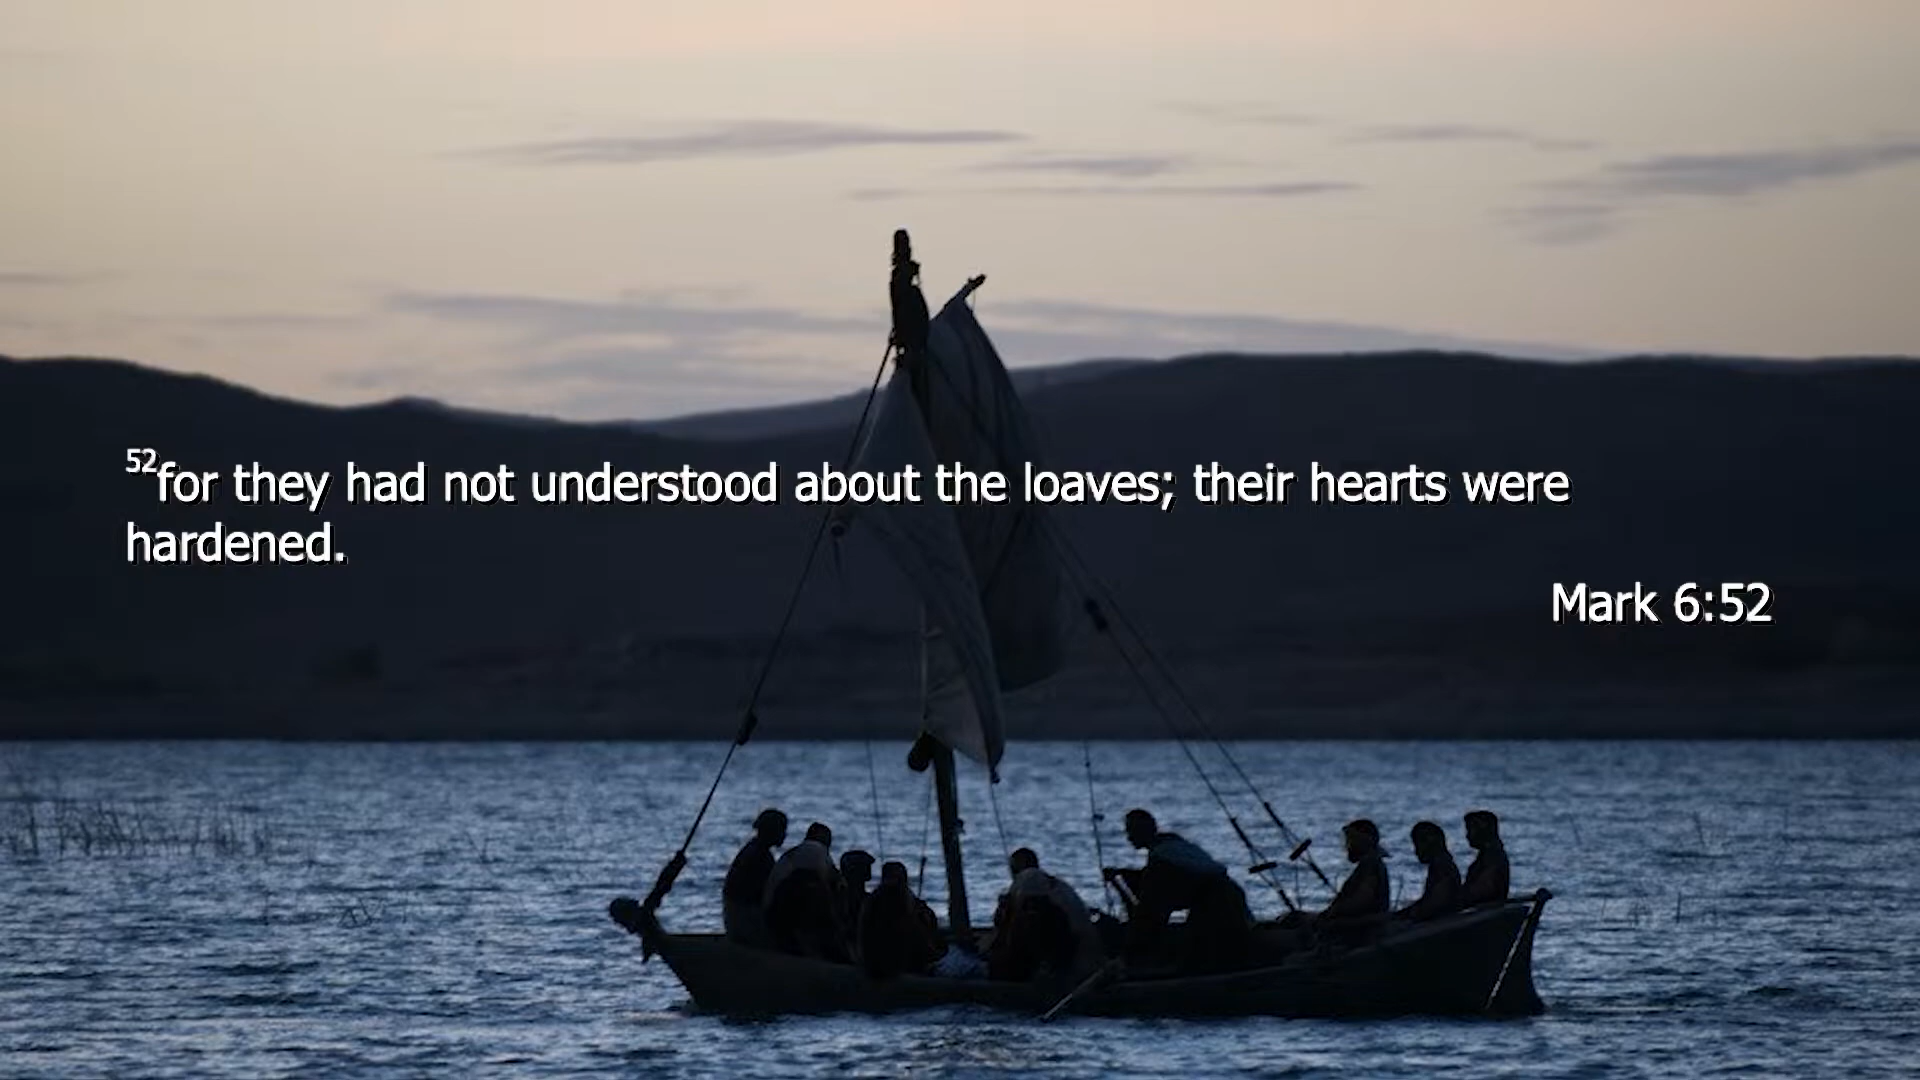 52for they had not understood about the loaves; their hearts were
hardened.
Mark 6:52